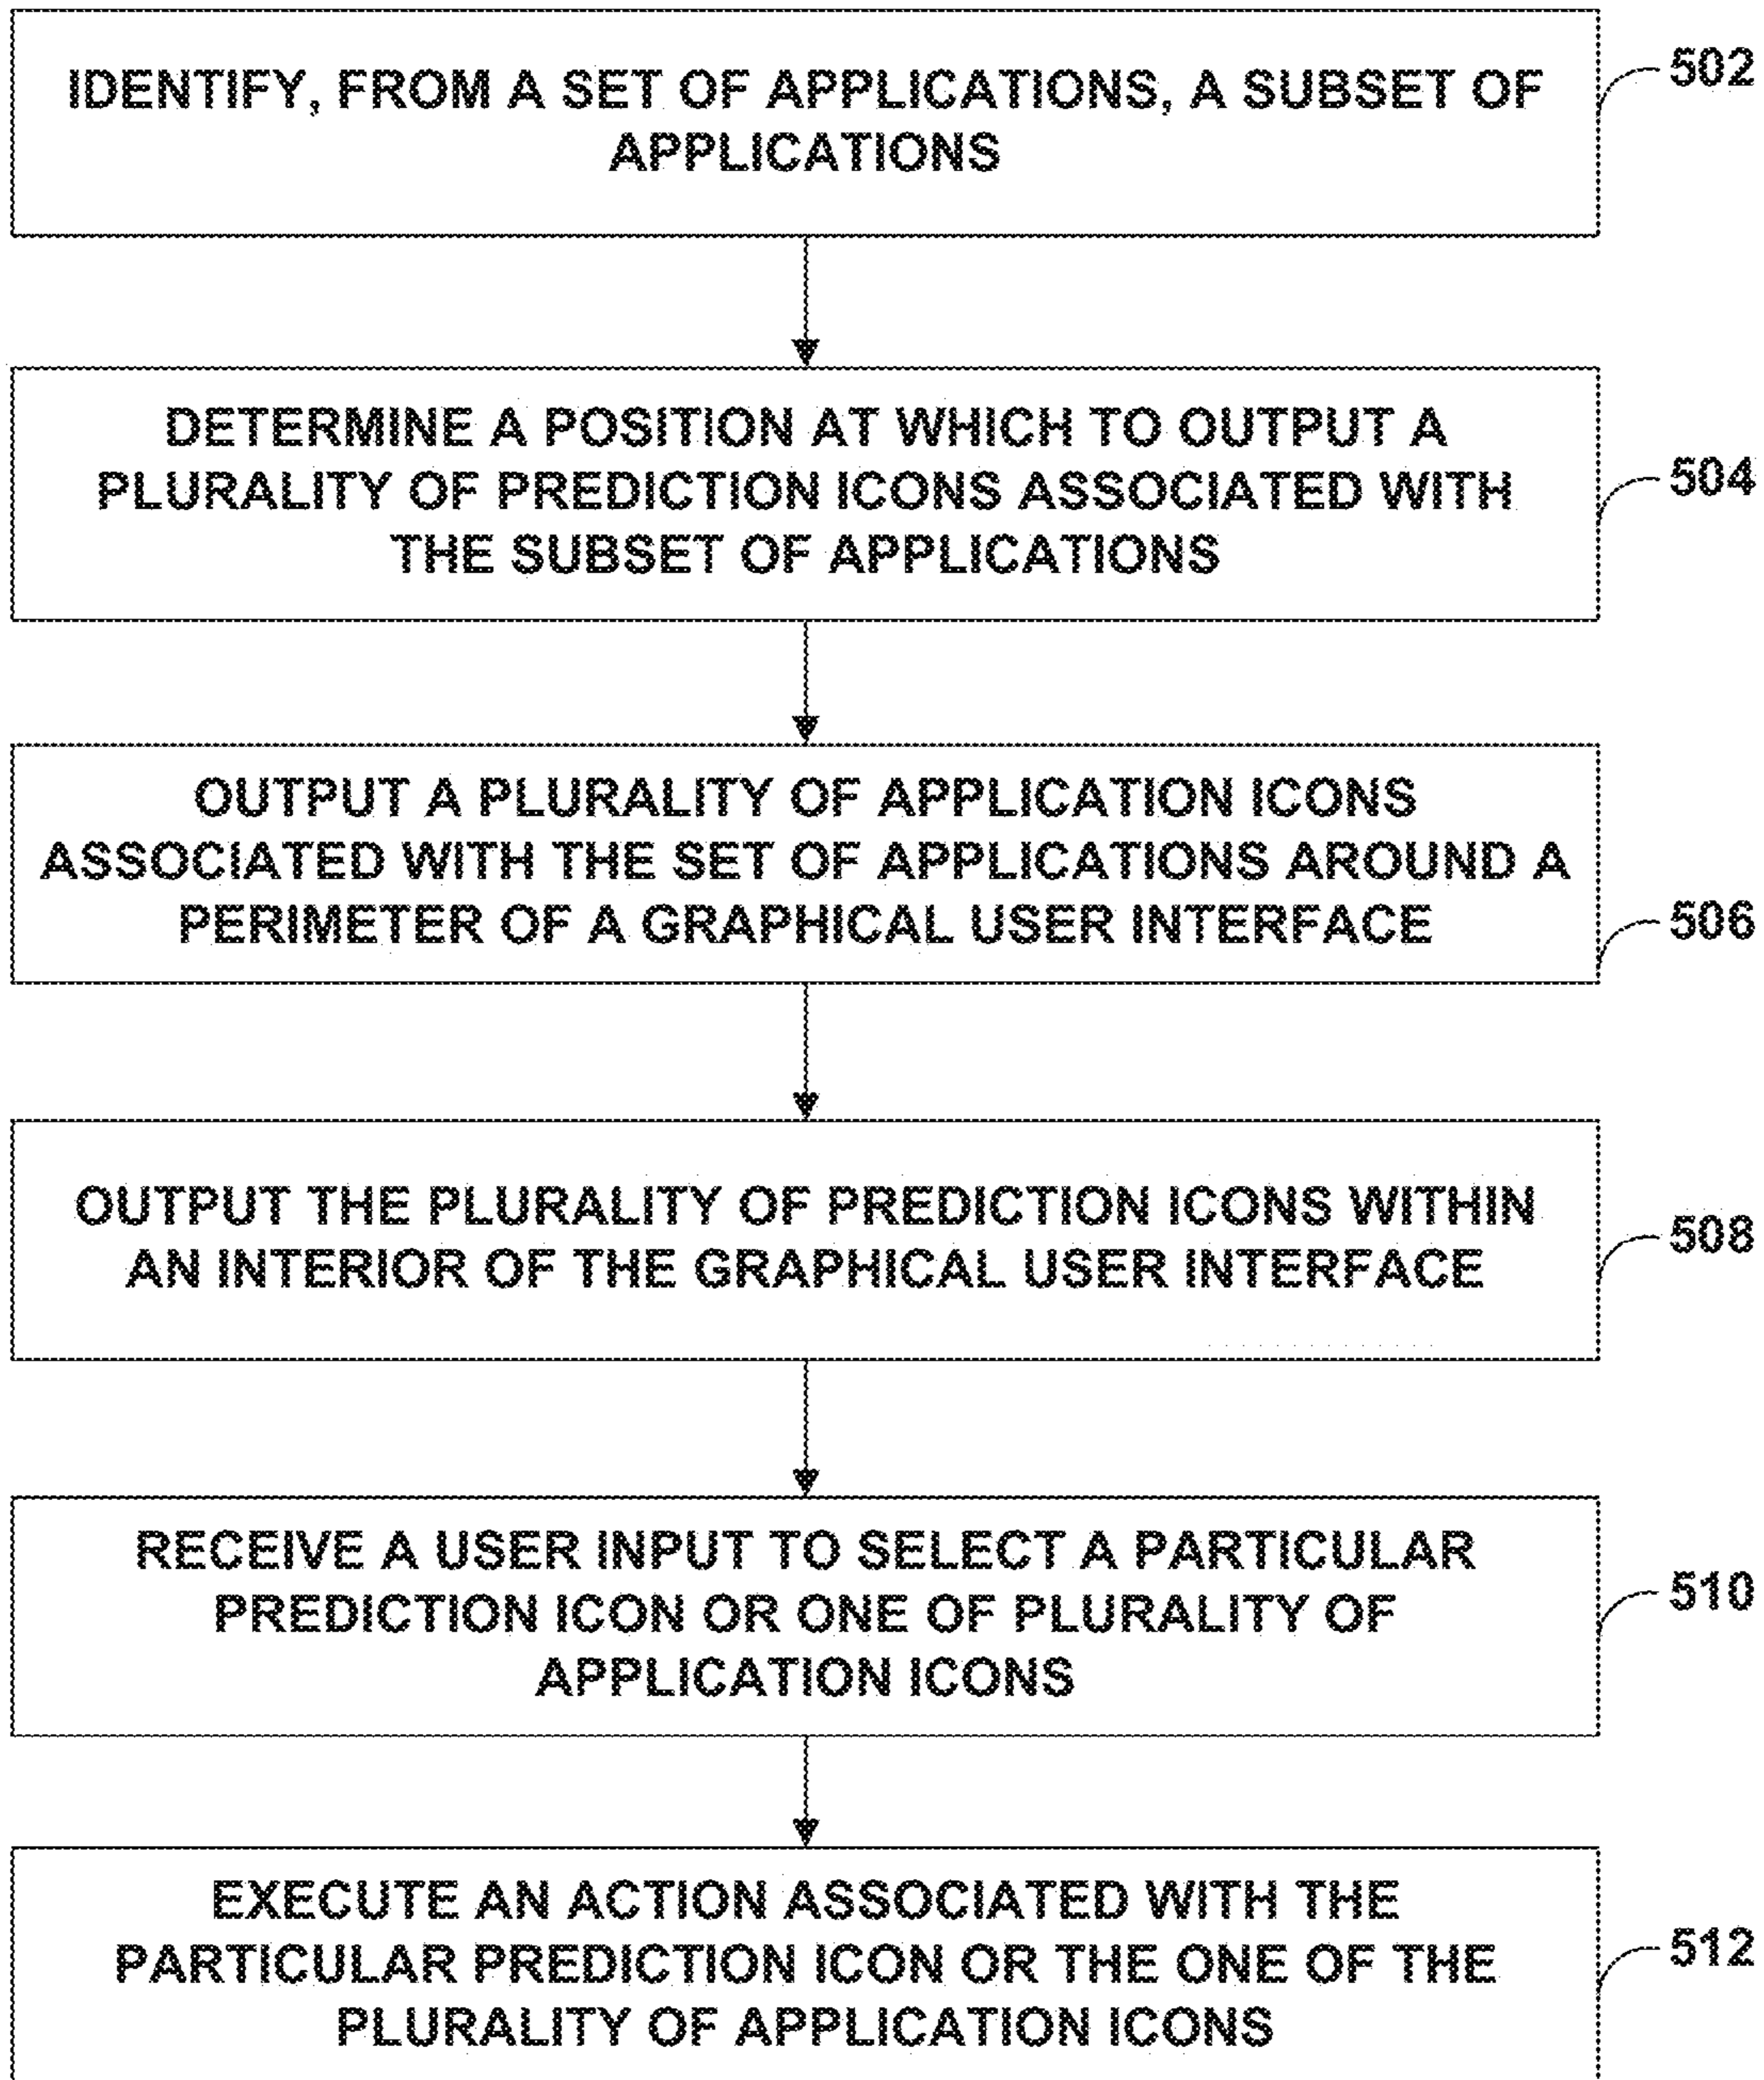 IDENTIFY, FROM A SET OF APPLICATIONS, A SUBSET OF
APPLICATIONS
502
DETERMINE A POSITION AT WHICH TO OUTPUT A
PLURALITY OF PREDICTION ICONS ASSOCIATED WITH
THE SUBSET OF APPLICATIONS
504
OUTPUT A PLURALITY OF APPLICATION ICONS
ASSOCIATED WITH THE SET OF APPLICATIONS AROUND A
PERIMETER OF A GRAPHICAL USER INTERFACE
506
OUTPUT THE PLURALITY OF PREDICTION ICONS WITHIN
AN INTERIOR OF THE GRAPHICAL USER INTERFACE
508
RECEIVE A USER INPUT TO SELECT A PARTICULAR
PREDICTION ICON OR ONE OF PLURALITY OF
APPLICATION ICONS
510
EXECUTE AN ACTION ASSOCIATED WITH THE
PARTICULAR PREDICTION ICON OR THE ONE OF THE
PLURALITY OF APPLICATION ICONS
512